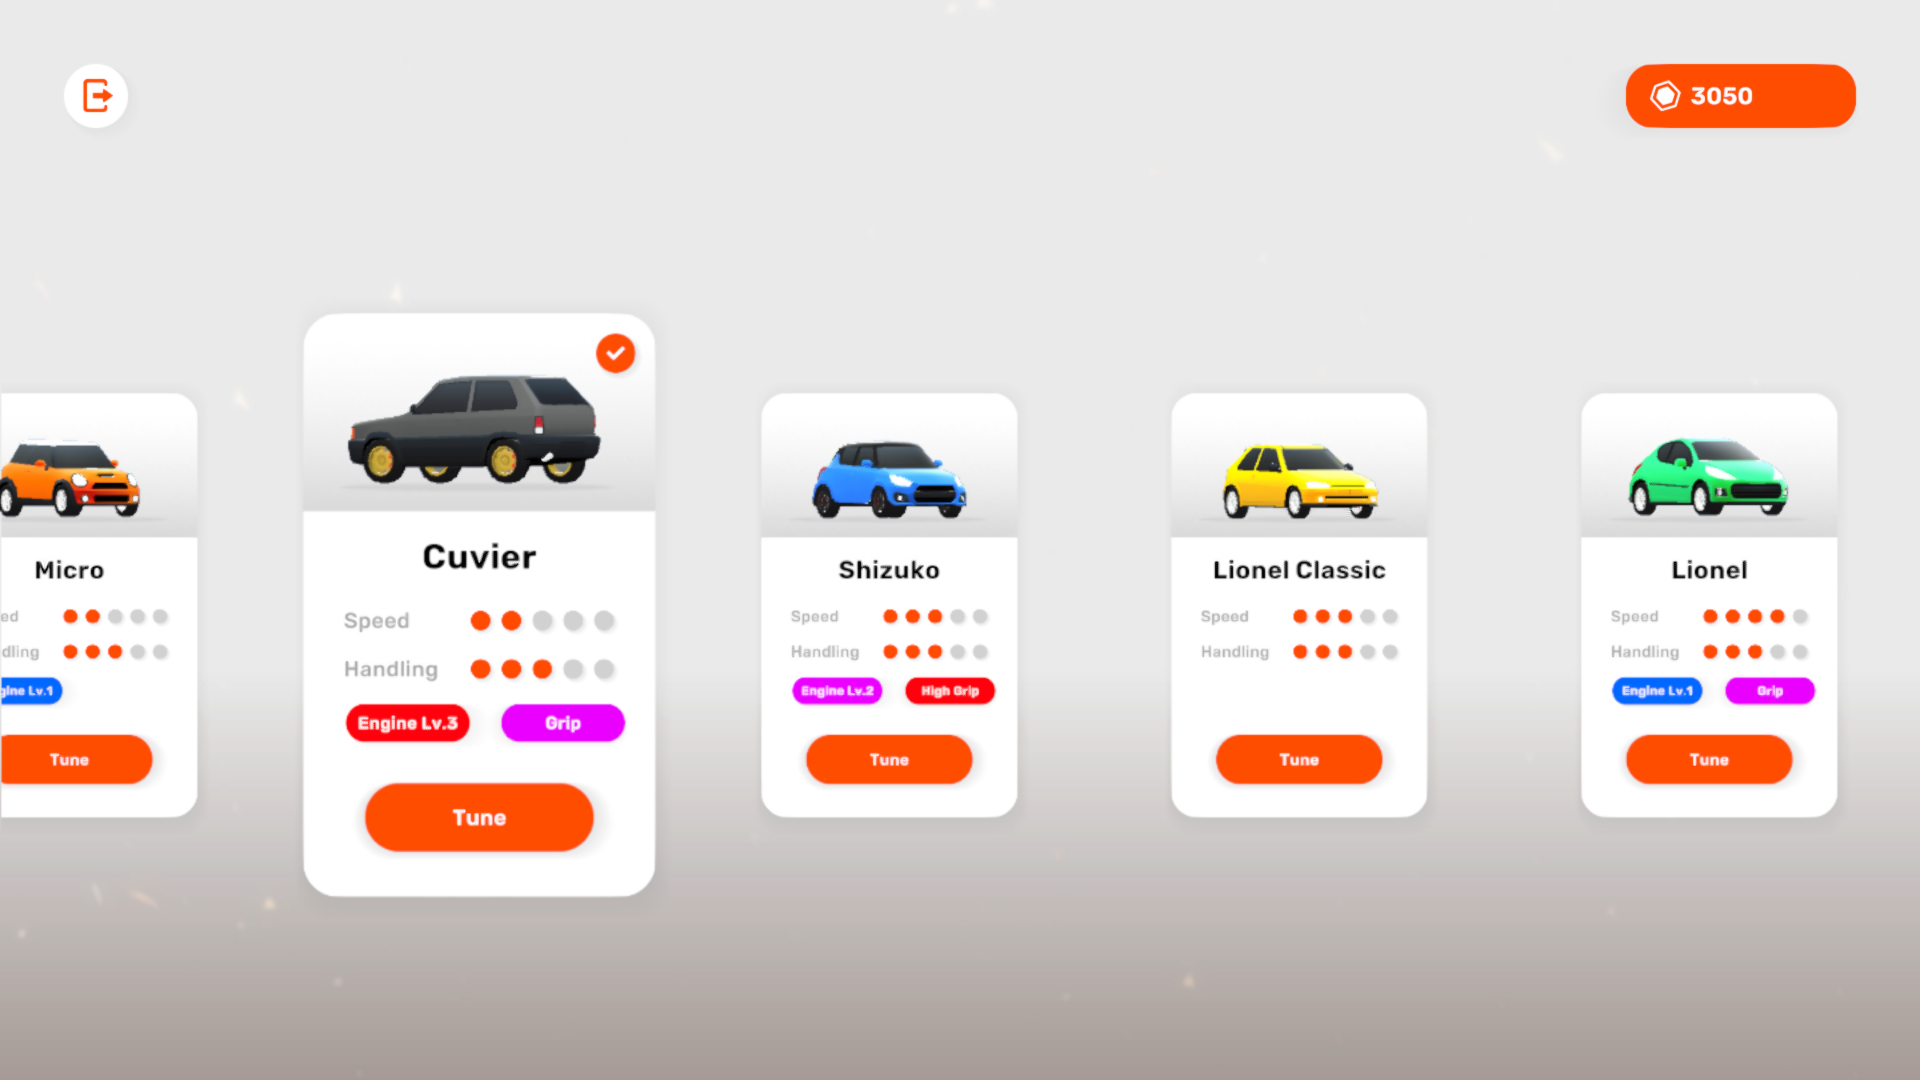 3050
Micro
ed
dling
gine Lv.1
Tune
Cuvier
Speed
Handling
Engine Lv.3 Grip
Tune
Shizuko
Speed
Handling
Engine Lv.2 High Grip
Tune
Lionel Classic
Speed
Handling
Tune
Lionel
Speed
Handling
Engine Lv.1 Grip
Tune